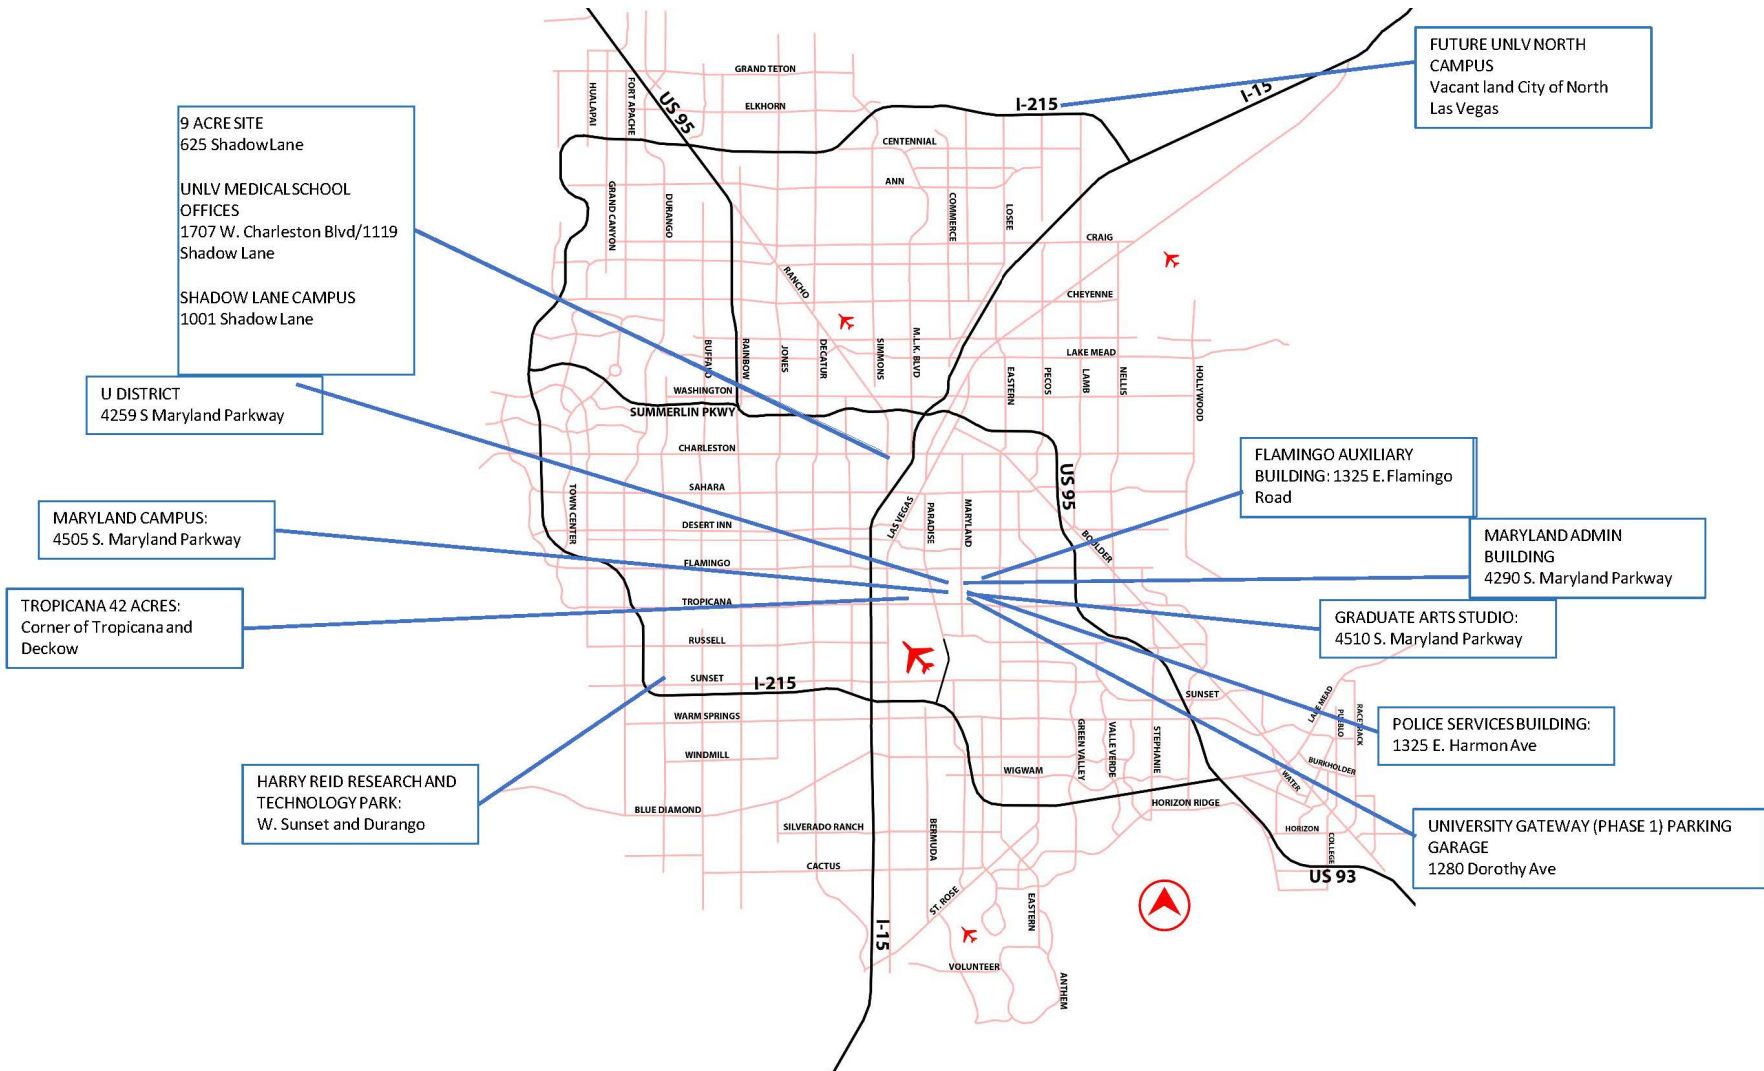 FUTURE UNLV NORTH
CAMPUS
Vacant land City of North
Las Vegas
9 ACRE SITE
625 Shadow Lane
UNLV MEDICAL SCHOOL
OFFICES
1707 W. Charleston Blvd/1119
Shadow Lane
SHADOW LANE CAMPUS
1001 Shadow Lane
U DISTRICT
4259 S Maryland Parkway
MARYLAND CAMPUS:
4505 S. Maryland Parkway
TROPICANA 42 ACRES:
Corner of Tropicana and
Deckow
HARRY REID RESEARCH AND
TECHNOLOGY PARK:
W. Sunset and Durango
FLAMINGO AUXILIARY
BUILDING: 1325 E. Flamingo
Road
MARYLAND ADMIN
BUILDING
4290 S. Maryland Parkway
GRADUATE ARTS STUDIO:
4510 S. Maryland Parkway
POLICE SERVICES BUILDING:
1325 E. Harmon Ave
UNIVERSITY GATEWAY (PHASE 1) PARKING
GARAGE
1280 Dorothy Ave
GRAND TETON
HUALAPAI
FORT APACHE
US 95
ELKHORN
I-215
I-15
CENTENNIAL
ANN
GRAND CANYON
DURANGO
COMMERCE
LOSEE
CRAIG
RANCHO
CHEYENNE
BUFFALO
RAINBOW
JONES
DECATUR
SIMMONS
M.L.K. BLVD
LAKE MEAD
EASTERN
PECOS
LAMB
NELLIS
HOLLYWOOD
WASHINGTON
SUMMERLIN PKWY
CHARLESTON
US 95
SAHARA
TOWN CENTER
LAS VEGAS
PARADISE
MARYLAND
DESERT INN
BOULDER
FLAMINGO
TROPICANA
RUSSELL
SUNSET
I-215
SUNSET
LAKE MEAD
PUEBLO
RACETRACK
WARM SPRINGS
GREEN VALLEY
VALLE VERDE
STEPHANIE
WINDMILL
WIGWAM
BURKHOLDER
WATER
BLUE DIAMOND
HORIZON RIDGE
SILVERADO RANCH
BERMUDA
HORIZON
COLLEGE
CACTUS
US 93
ST. ROSE
EASTERN
I-15
VOLUNTEER
ANTHEM